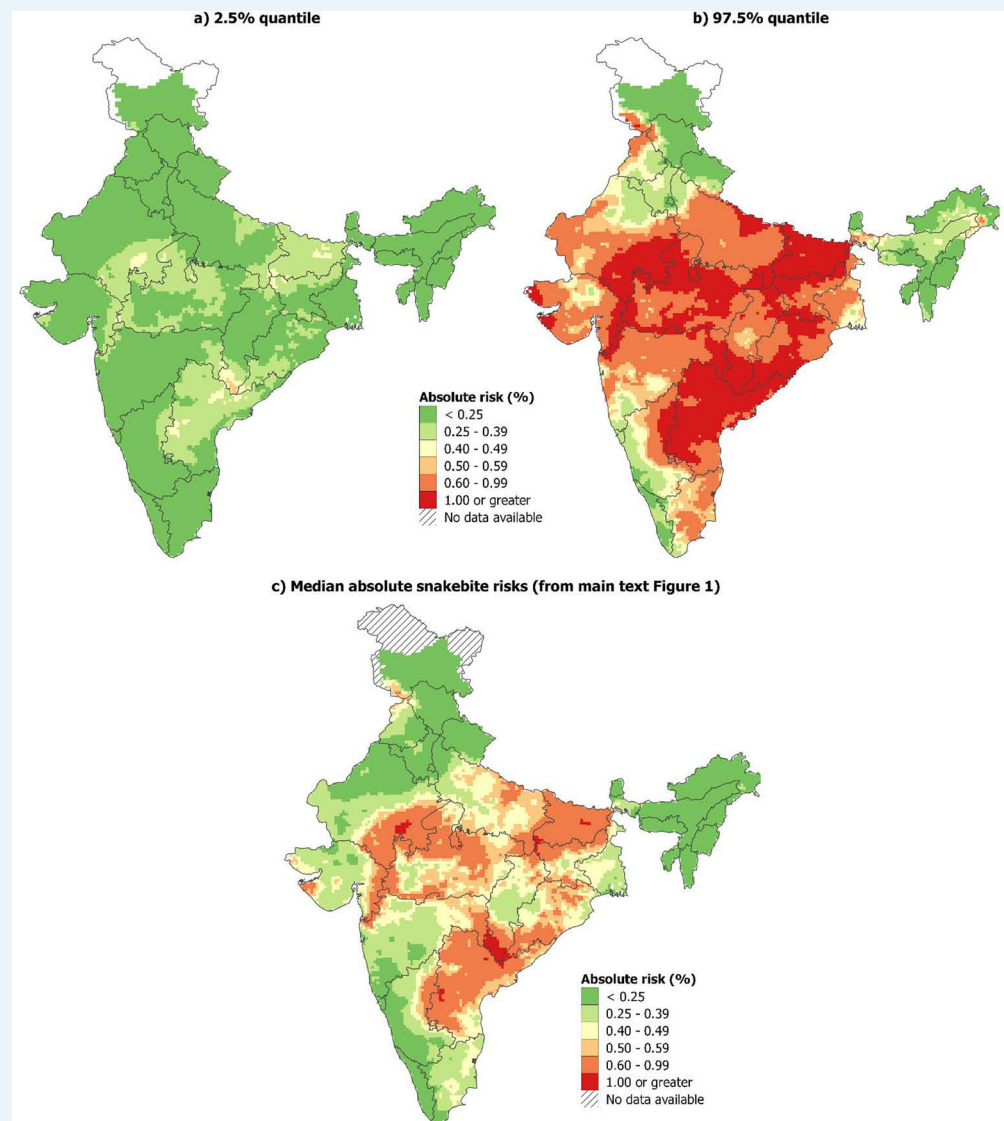 a) 2.5% quantile
b) 97.5% quantile
Absolute risk (%)
< 0.25
0.25 - 0.39
0.40 - 0.49
0.50 - 0.59
0.60 - 0.99
1.00 or greater
No data available
c) Median absolute snakebite risks (from main text Figure 1)
Absolute risk (%)
< 0.25
0.25 - 0.39
0.40 - 0.49
0.50 - 0.59
0.60 - 0.99
1.00 or greater
No data available